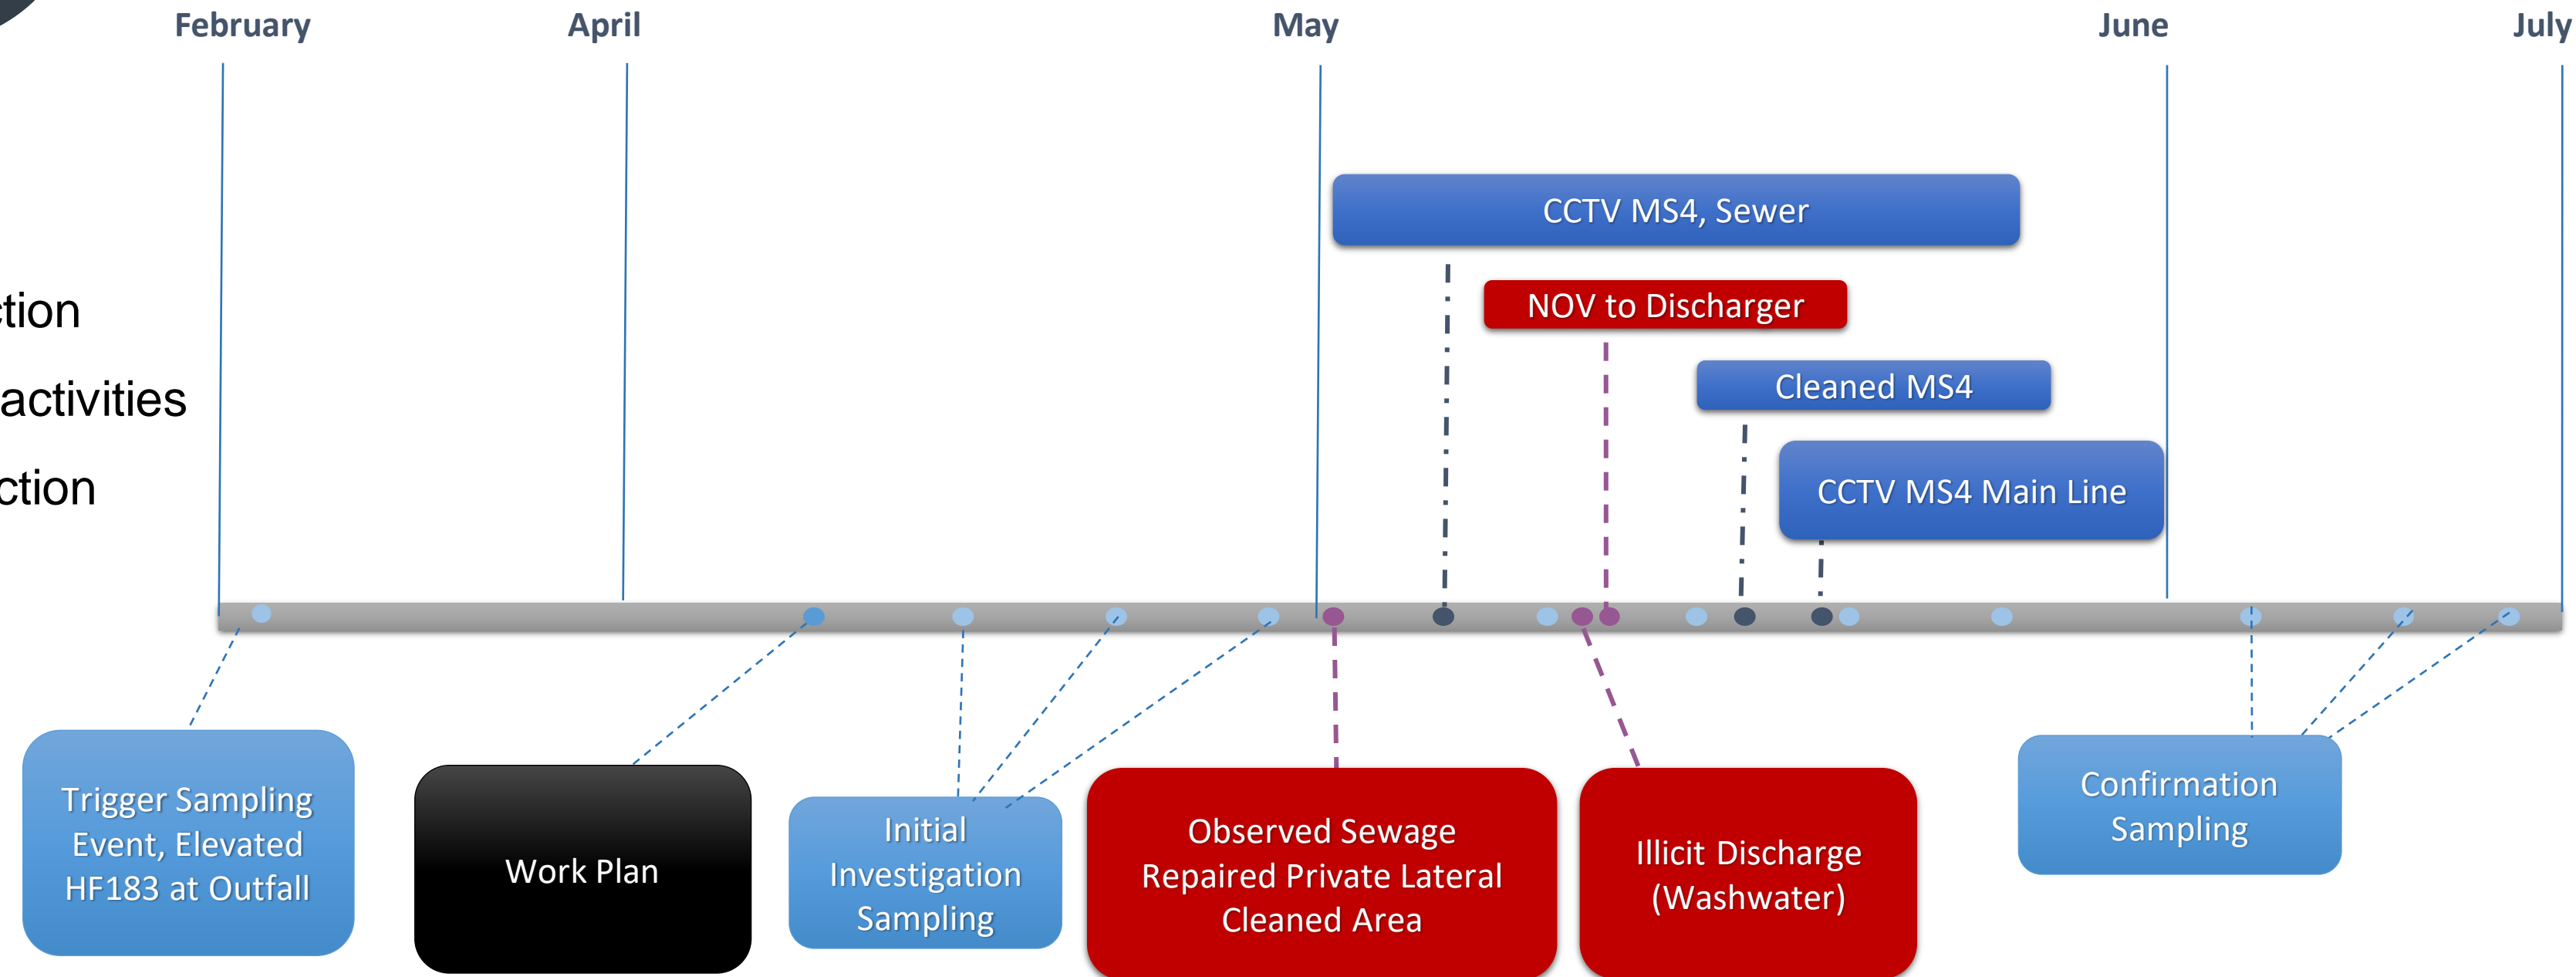 February
April
May
June
July
CCTV MS4, Sewer
NOV to Discharger
Cleaned MS4
CCTV MS4 Main Line
activities
Trigger Sampling
Event, Elevated
HF183 at Outfall
Work Plan
Initial
Investigation
Sampling
Observed Sewage
Repaired Private Lateral
Cleaned Area
Illicit Discharge
(Washwater)
Confirmation
Sampling